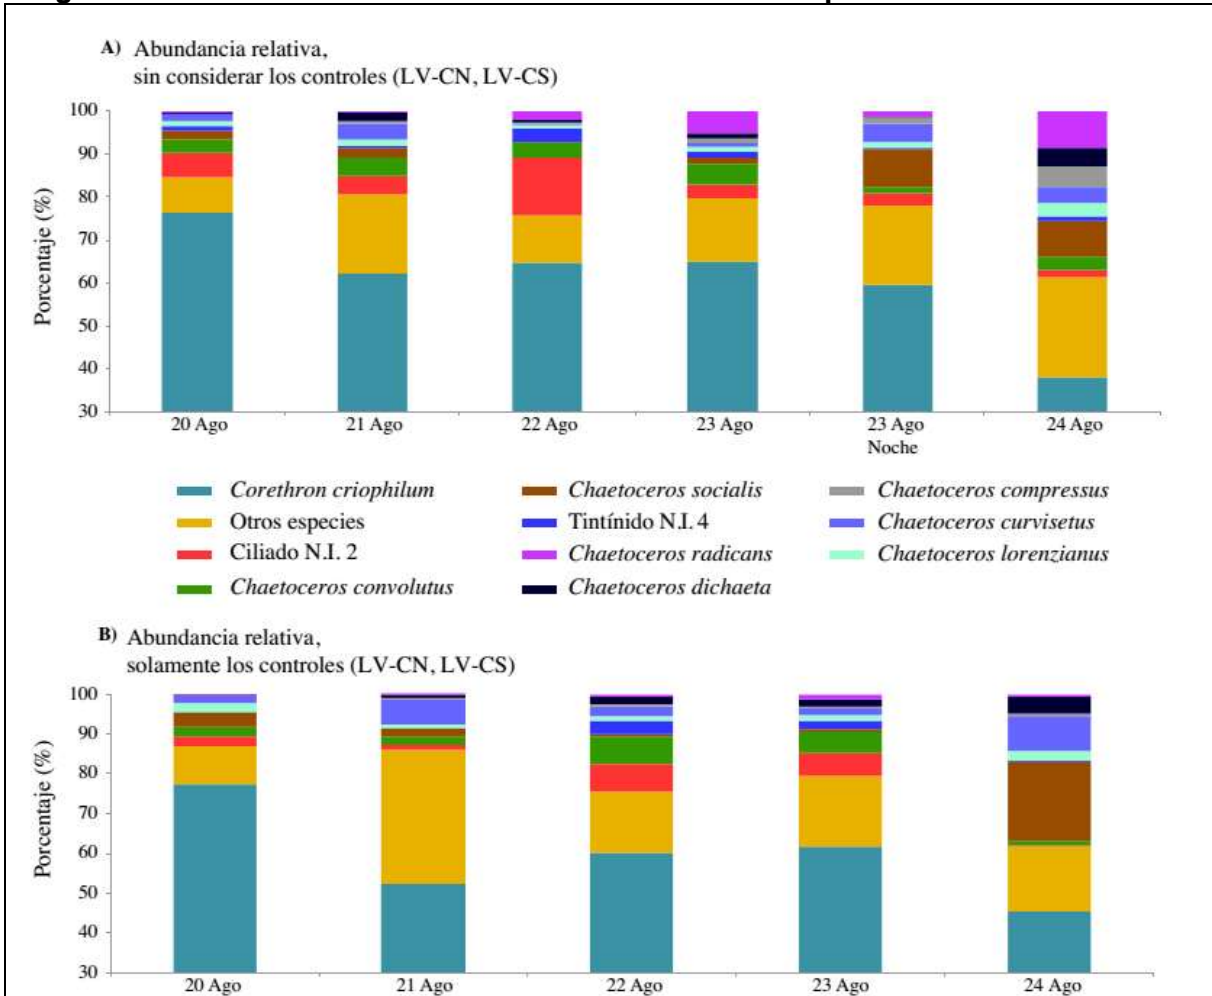 A) Abundancia relativa,
sin considerar los controles (LV-CN, LV-CS)
100
90
80
70
60
50
40
30
Porcentaje (%)
20 Ago
21 Ago
22 Ago
23 Ago
23 Ago
Noche
24 Ago
Corethron criophilum
Otros especies
Ciliado N.I. 2
Chaetoceros convolutus
Chaetoceros socialis
Tintínido N.I. 4
Chaetoceros radicans
Chaetoceros dichaeta
Chaetoceros compressus
Chaetoceros curvisetus
Chaetoceros lorenzianus
B) Abundancia relativa,
solamente los controles (LV-CN, LV-CS)
100
90
80
70
60
50
40
30
Porcentaje (%)
20 Ago
21 Ago
22 Ago
23 Ago
24 Ago